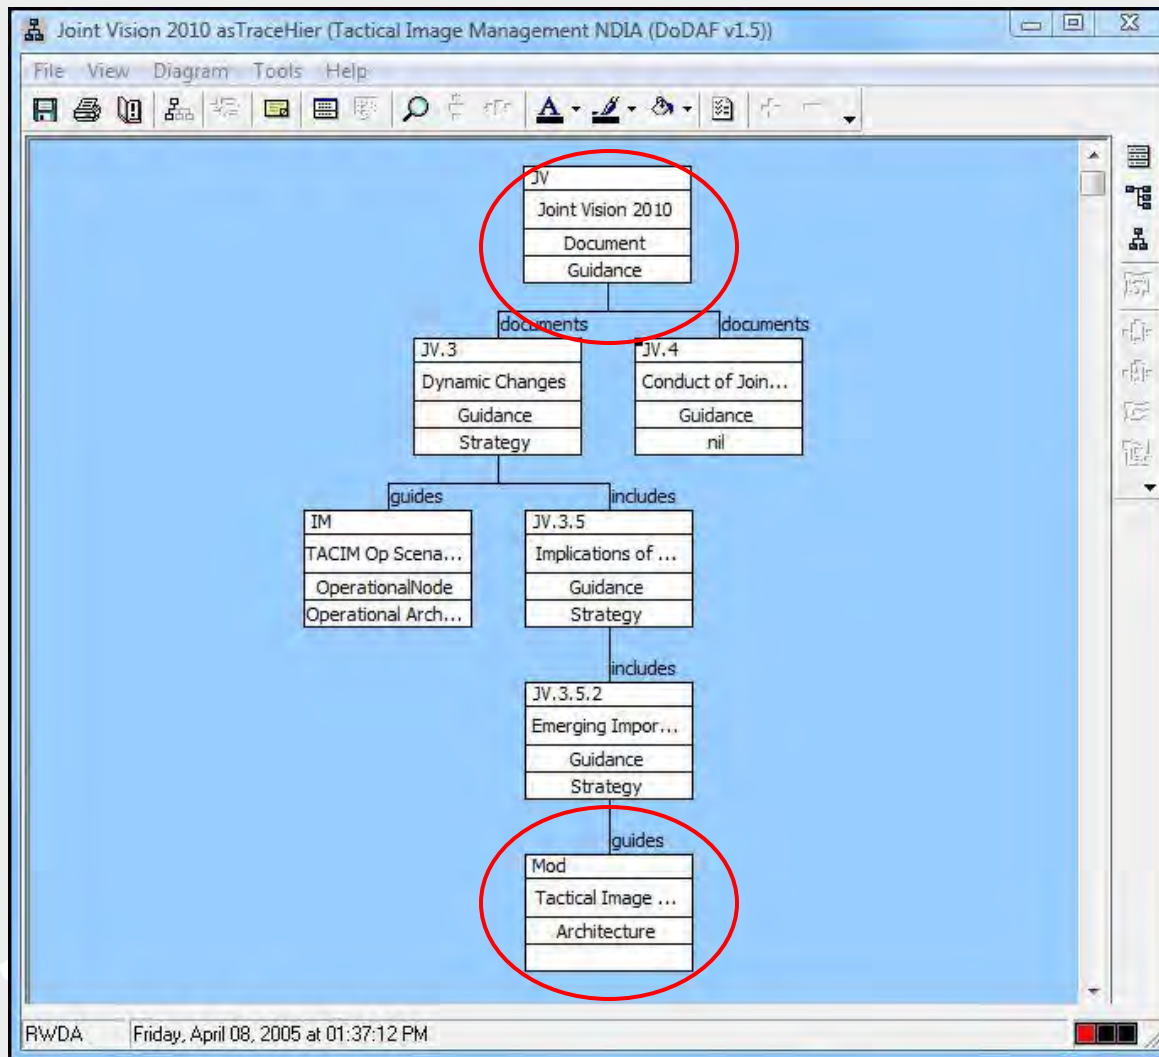 Joint Vision 2010 asTraceHier (Tactical Image Management NDIA (DoDAF v1.5))
File View Diagram Tools Help
A
JV
Joint Vision 2010
Document
Guidance
documents documents
JV.3
Dynamic Changes
Guidance
Strategy
JV.4
Conduct of Join...
Guidance
nil
guides includes
IM
TACIM Op Scena...
OperationalNode
Operational Arch...
JV.3.5
Implications of ...
Guidance
Strategy
includes
JV.3.5.2
Emerging Impor...
Guidance
Strategy
guides
Mod
Tactical Image ...
Architecture
RWDA Friday, April 08, 2005 at 01:37:12 PM